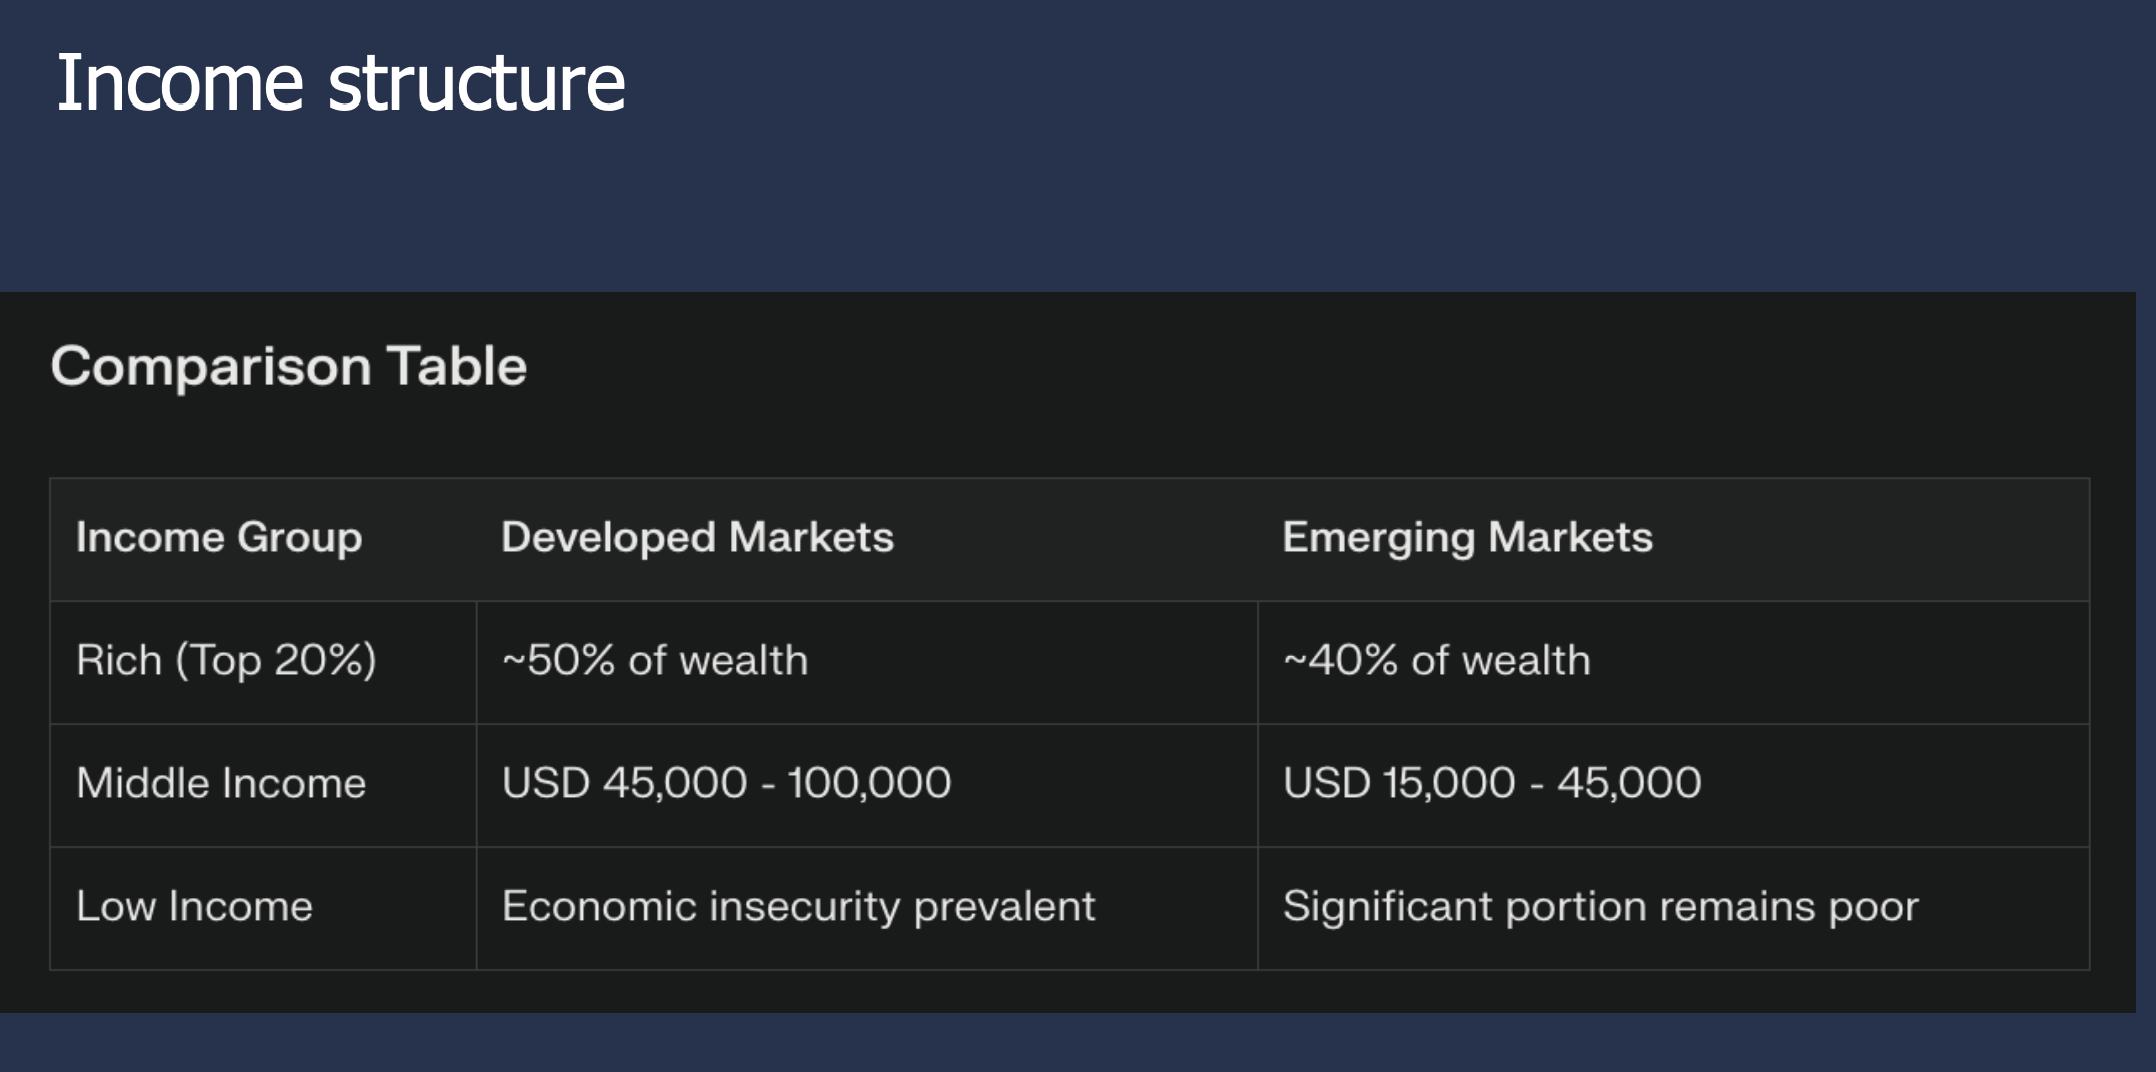 Income structure
Comparison Table
Income Group Developed Markets Emerging Markets
Rich (Top 20%) ~50% of wealth ~40% of wealth
Middle Income USD 45,000 - 100,000 USD 15,000 - 45,000
Low Income Economic insecurity prevalent Significant portion remains poor